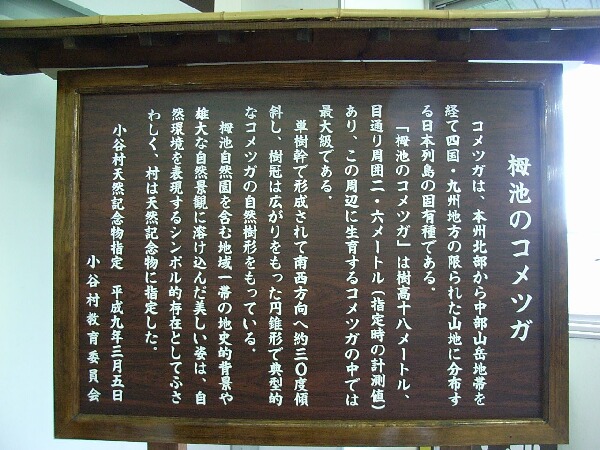 栂池のコメツガ
コメツガは、本州北部から中部山岳地帯を
経て四国・九州地方の限られた山地に分布す
る日本列島の固有種である。
「栂池のコメツガ」は樹高十八メートル、
目通り周囲二・六メートル(指定時の計測値)
あり、この周辺に生育するコメツガの中では
最大級である。
単樹幹で形成されて南西方向へ約三〇度傾
斜し、樹冠は広がりをもった円錐形で典型的
なコメツガの自然樹形をもっている。
栂池自然園を含む地域一帯の地史的背景や
雄大な自然景観に溶け込んだ美しい姿は、自
然環境を表現するシンボル的存在としてふさ
わしく、村は天然記念物に指定した。
小谷村天然記念物指定 平成九年三月五日
小谷村教育委員会